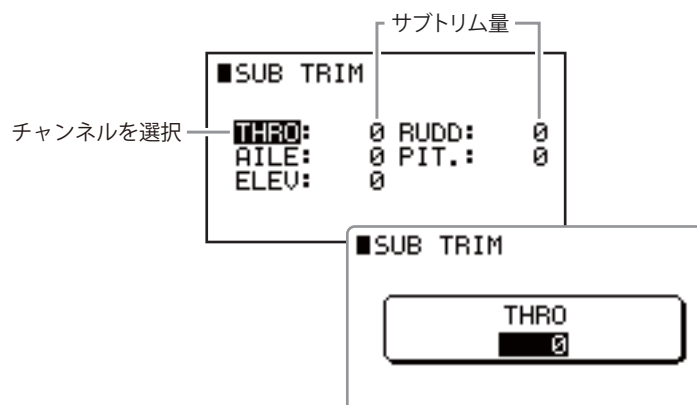 サブトリム量
■SUB TRIM
チャンネルを選択
THRO: 0 RUDD: 0
AILE: 0 PIT.: 0
ELEV: 0
■SUB TRIM
THRO
0